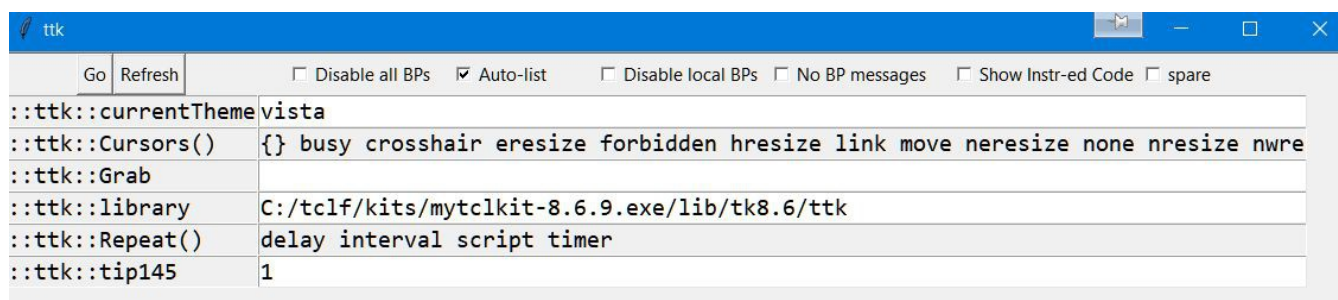 ttk
Go Refresh Disable all BPs Auto-list Disable local BPs No BP messages Show Instr-ed Code spare
::ttk::currentTheme vista
::ttk::Cursors() {} busy crosshair eresize forbidden hresize link move neresize none nresize nwre
::ttk::Grab
::ttk::library C:/tclf/kits/mytclkit-8.6.9.exe/lib/tk8.6/ttk
::ttk::Repeat() delay interval script timer
::ttk::tip145 1